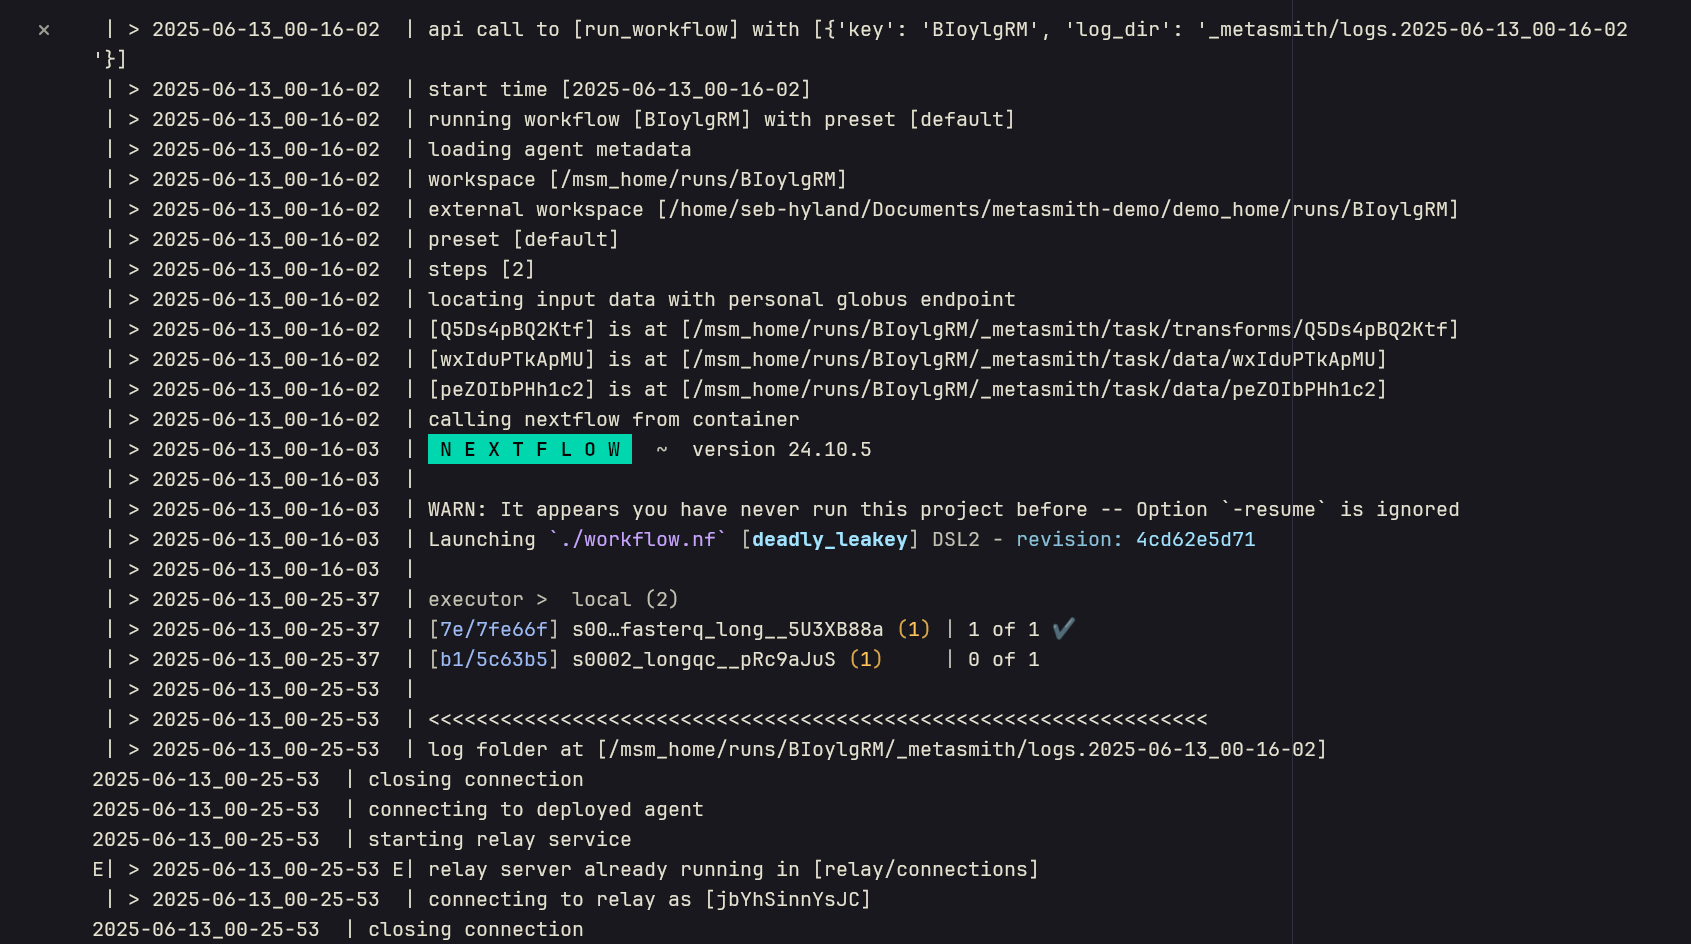 × | > 2025-06-13_00-16-02 | api call to [run_workflow] with [{'key': 'BIoylgRM', 'log_dir': '_metasmith/logs.2025-06-13_00-16-02
'}]
| > 2025-06-13_00-16-02 | start time [2025-06-13_00-16-02]
| > 2025-06-13_00-16-02 | running workflow [BIoylgRM] with preset [default]
| > 2025-06-13_00-16-02 | loading agent metadata
| > 2025-06-13_00-16-02 | workspace [/msm_home/runs/BIoylgRM]
| > 2025-06-13_00-16-02 | external workspace [/home/seb-hyland/Documents/metasmith-demo/demo_home/runs/BIoylgRM]
| > 2025-06-13_00-16-02 | preset [default]
| > 2025-06-13_00-16-02 | steps [2]
| > 2025-06-13_00-16-02 | locating input data with personal globus endpoint
| > 2025-06-13_00-16-02 | [Q5Ds4pBQ2Ktf] is at [/msm_home/runs/BIoylgRM/_metasmith/task/transforms/Q5Ds4pBQ2Ktf]
| > 2025-06-13_00-16-02 | [wxIduPTkApMU] is at [/msm_home/runs/BIoylgRM/_metasmith/task/data/wxIduPTkApMU]
| > 2025-06-13_00-16-02 | [peZOIbPHh1c2] is at [/msm_home/runs/BIoylgRM/_metasmith/task/data/peZOIbPHh1c2]
| > 2025-06-13_00-16-02 | calling nextflow from container
| > 2025-06-13_00-16-03 | N E X T F L O W ~ version 24.10.5
| > 2025-06-13_00-16-03 |
| > 2025-06-13_00-16-03 | WARN: It appears you have never run this project before -- Option `-resume` is ignored
| > 2025-06-13_00-16-03 | Launching `./workflow.nf` [deadly_leakey] DSL2 - revision: 4cd62e5d71
| > 2025-06-13_00-16-03 |
| > 2025-06-13_00-25-37 | executor > local (2)
| > 2025-06-13_00-25-37 | [7e/7fe66f] s00…fasterq_long__5U3XB88a (1) | 1 of 1 ✔
| > 2025-06-13_00-25-37 | [b1/5c63b5] s0002_longqc__pRc9aJuS (1) | 0 of 1
| > 2025-06-13_00-25-53 |
| > 2025-06-13_00-25-53 | <<<<<<<<<<<<<<<<<<<<<<<<<<<<<<<<<<<<<<<<<<<<<<<<<<<<<<<<<<<<<<<<<
| > 2025-06-13_00-25-53 | log folder at [/msm_home/runs/BIoylgRM/_metasmith/logs.2025-06-13_00-16-02]
2025-06-13_00-25-53 | closing connection
2025-06-13_00-25-53 | connecting to deployed agent
2025-06-13_00-25-53 | starting relay service
E| > 2025-06-13_00-25-53 E| relay server already running in [relay/connections]
| > 2025-06-13_00-25-53 | connecting to relay as [jbYhSinnYsJC]
2025-06-13_00-25-53 | closing connection